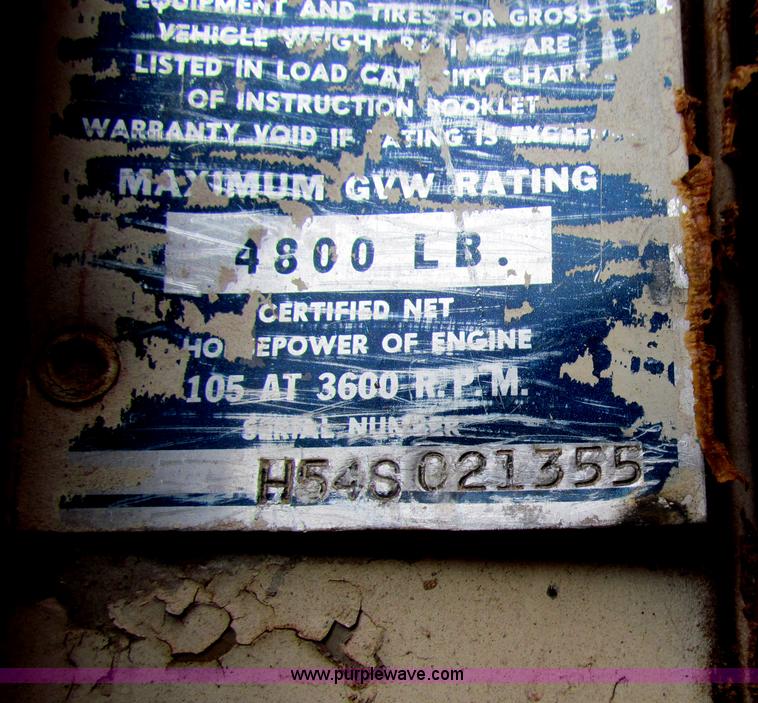 EQUIPMENT AND TIRES FOR GROSS
VEHICLE WEIGHT RATINGS ARE
LISTED IN LOAD CAPACITY CHART
OF INSTRUCTION BOOKLET
WARRANTY VOID IF RATING IS EXCEED
MAXIMUM GVW RATING
4800 LB.
CERTIFIED NET
HORSEPOWER OF ENGINE
105 AT 3600 R.P.M.
SERIAL NUMBER
H54S021355
www.purplewave.com